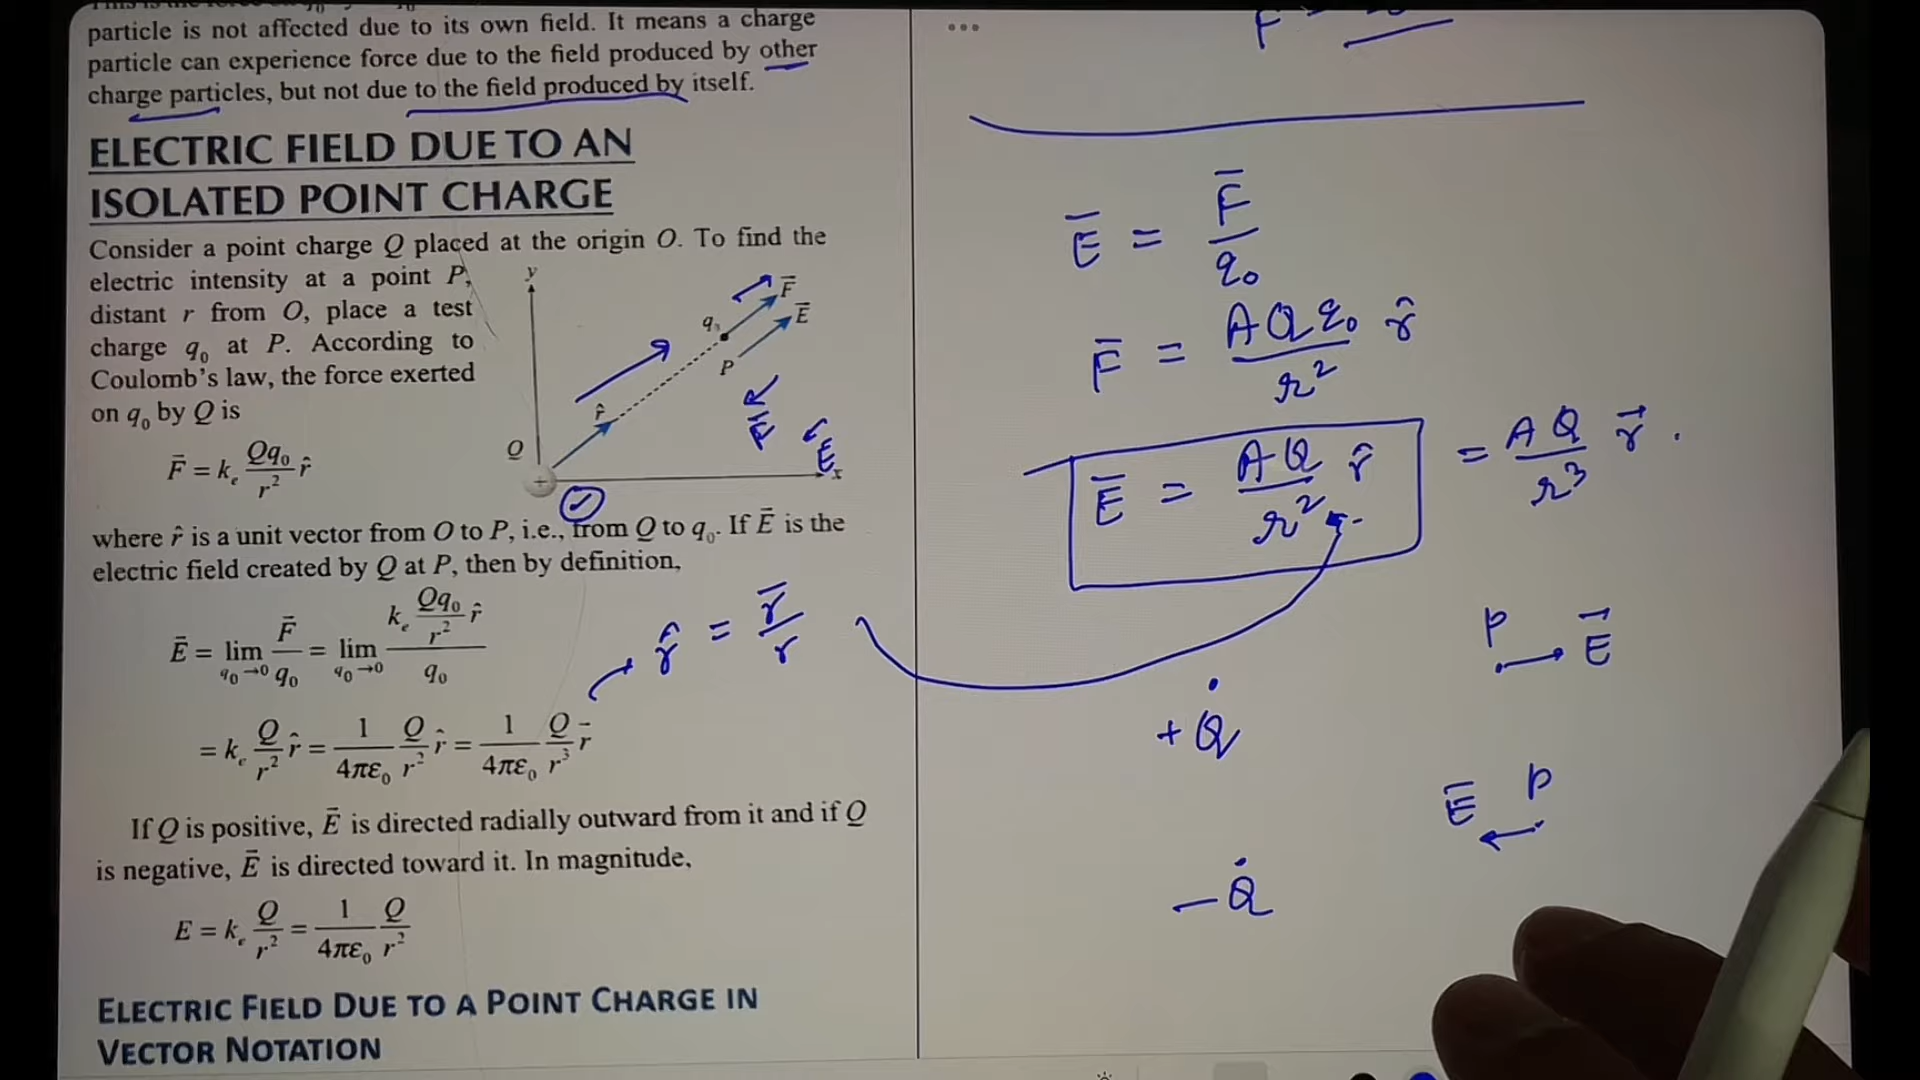 particle is not affected due to its own field. It means a charge
particle can experience force due to the field produced by other
charge particles, but not due to the field produced by itself.
ELECTRIC FIELD DUE TO AN
ISOLATED POINT CHARGE
Consider a point charge Q placed at the origin O. To find the
electric intensity at a point P,
distant r from O, place a test
charge q₀ at P. According to
Coulomb's law, the force exerted
on q₀ by Q is
F̄ = kₑ Qq₀/r² r̂
y
q₀
F̄
Ē
P
r̂
Q
+
x
F̄
Ē
where r̂ is a unit vector from O to P, i.e., from Q to q₀. If Ē is the
electric field created by Q at P, then by definition,
Ē = lim q₀→0 F̄/q₀ = lim q₀→0 (kₑ Qq₀/r² r̂)/q₀
r̂ = r̄/r
= kₑ Q/r² r̂ = 1/4πε₀ Q/r² r̂ = 1/4πε₀ Q/r³ r̄
If Q is positive, Ē is directed radially outward from it and if Q
is negative, Ē is directed toward it. In magnitude,
E = kₑ Q/r² = 1/4πε₀ Q/r²
ELECTRIC FIELD DUE TO A POINT CHARGE IN
VECTOR NOTATION
Ē = F̄/q₀
F̄ = AQq₀/r² r̂
Ē = AQ/r² r̂ = AQ/r³ r⃗.
P E⃗
+Q
Ē P
-Q